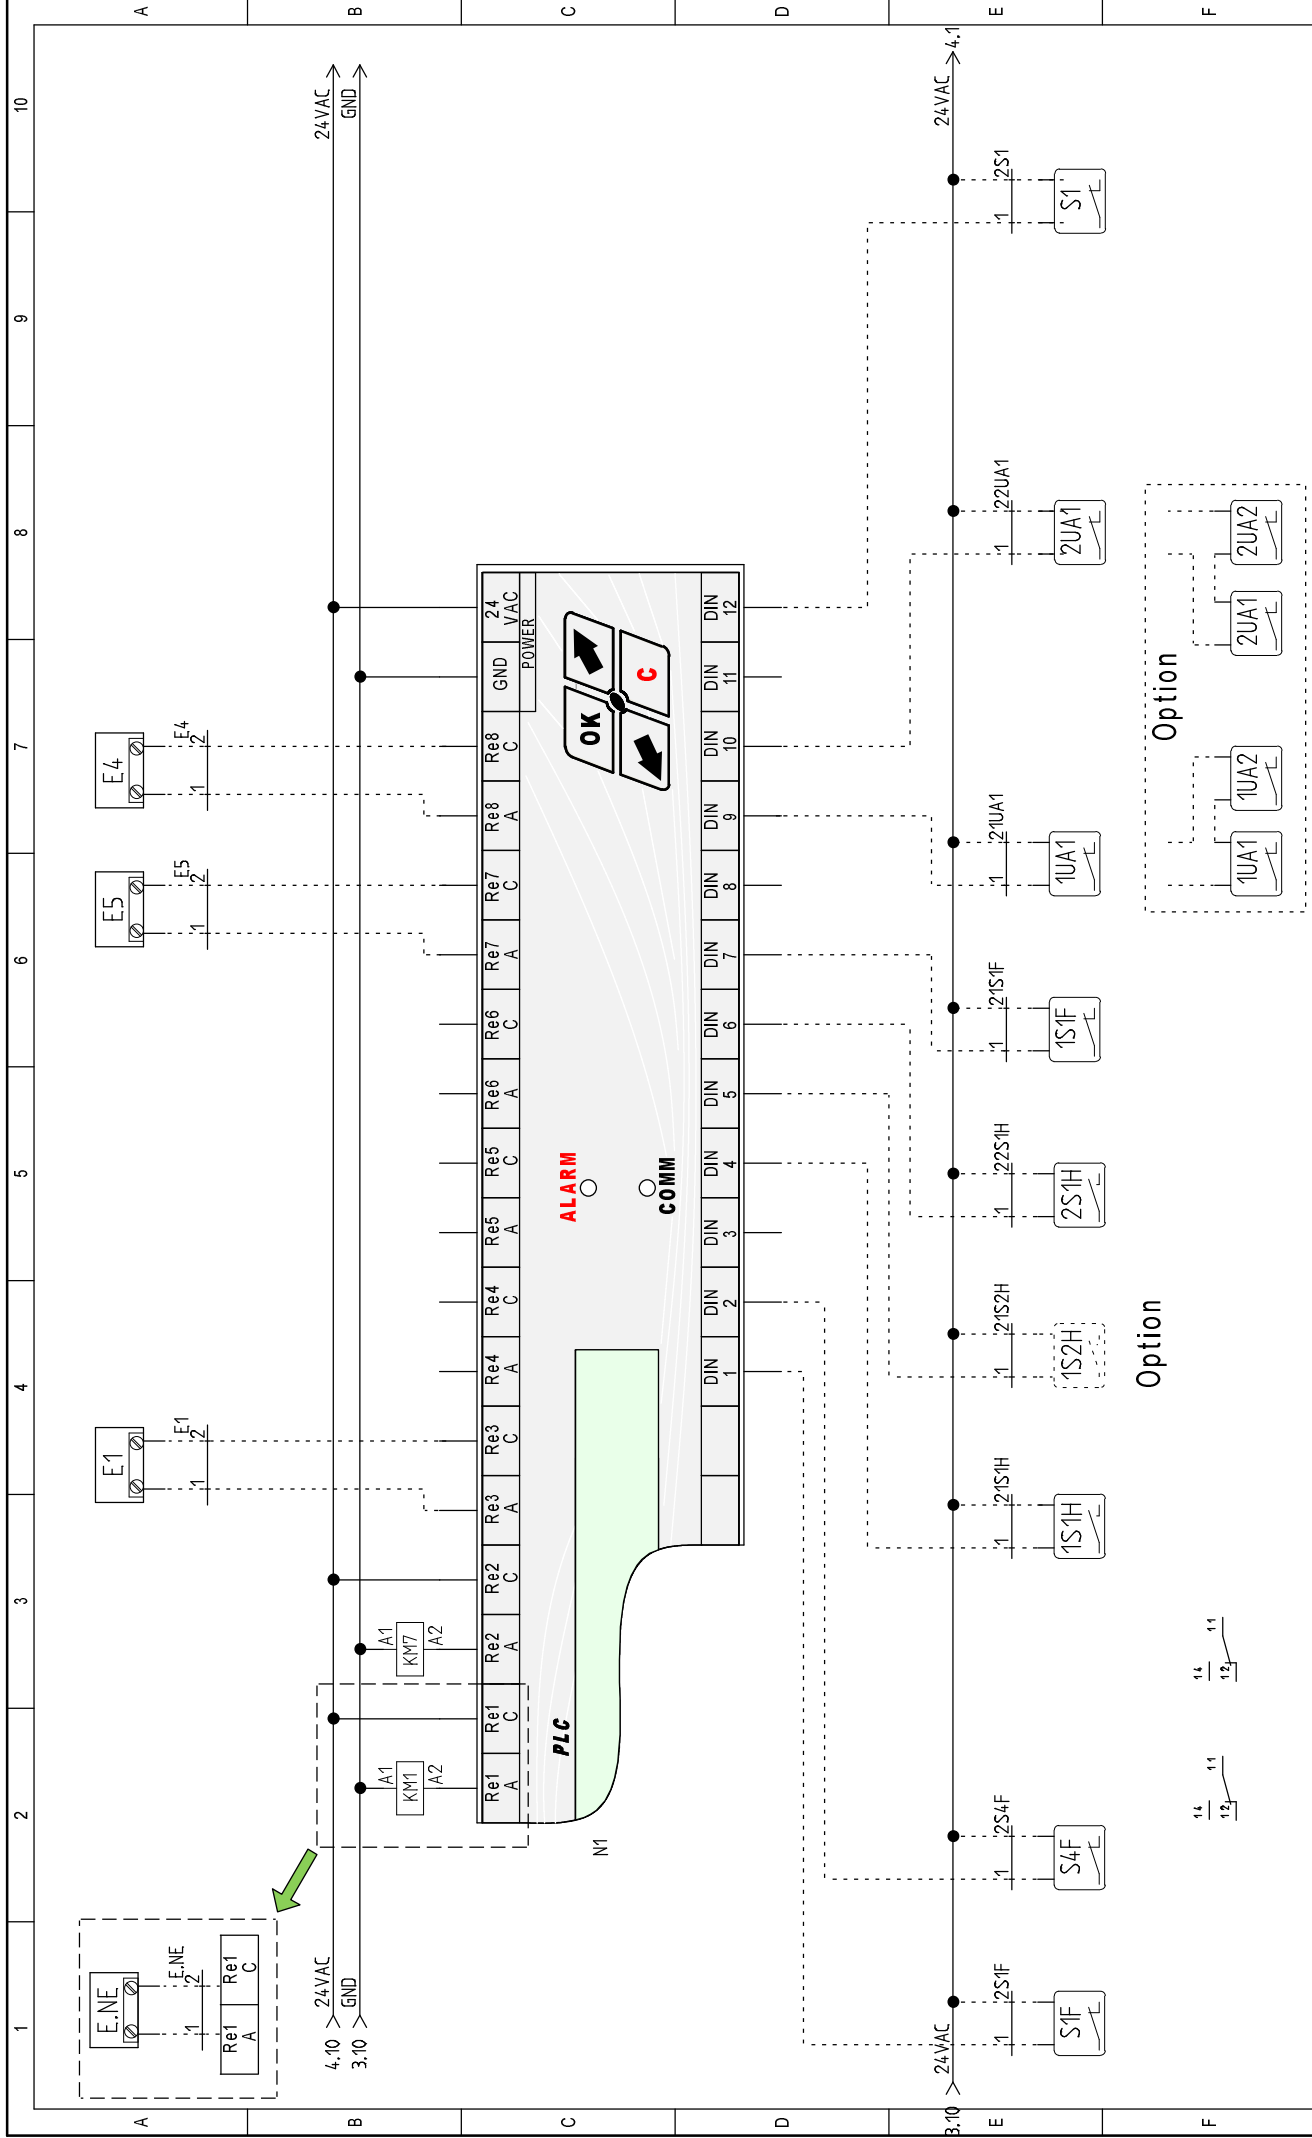 A
B
C
D
E
F
10
9
8
7
6
5
4
3
2
1
24VAC
GND
24VAC
4.1
2S1
1
S1
E4
E4
2
1
E5
E5
2
1
E1
E1
2
1
E.NE
E.NE
2
1
Re1
A
Re1
C
4.10
24VAC
3.10
GND
A1
KM1
A2
A1
KM7
A2
Re1
A
Re1
C
Re2
A
Re2
C
Re3
A
Re3
C
Re4
A
Re4
C
Re5
A
Re5
C
Re6
A
Re6
C
Re7
A
Re7
C
Re8
A
Re8
C
GND
24
VAC
POWER
PLC
N1
ALARM
COMM
OK
C
DIN
1
DIN
2
DIN
3
DIN
4
DIN
5
DIN
6
DIN
7
DIN
8
DIN
9
DIN
10
DIN
11
DIN
12
3.10
24VAC
1
2S1F
S1F
1
2S4F
S4F
1
21S1H
1S1H
1
21S2H
1S2H
Option
1
22S1H
2S1H
1
21S1F
1S1F
1
21UA1
1UA1
1
22UA1
2UA1
Option
1UA1
1UA2
2UA1
2UA2
14
12
11
14
12
11
A
B
C
D
E
F